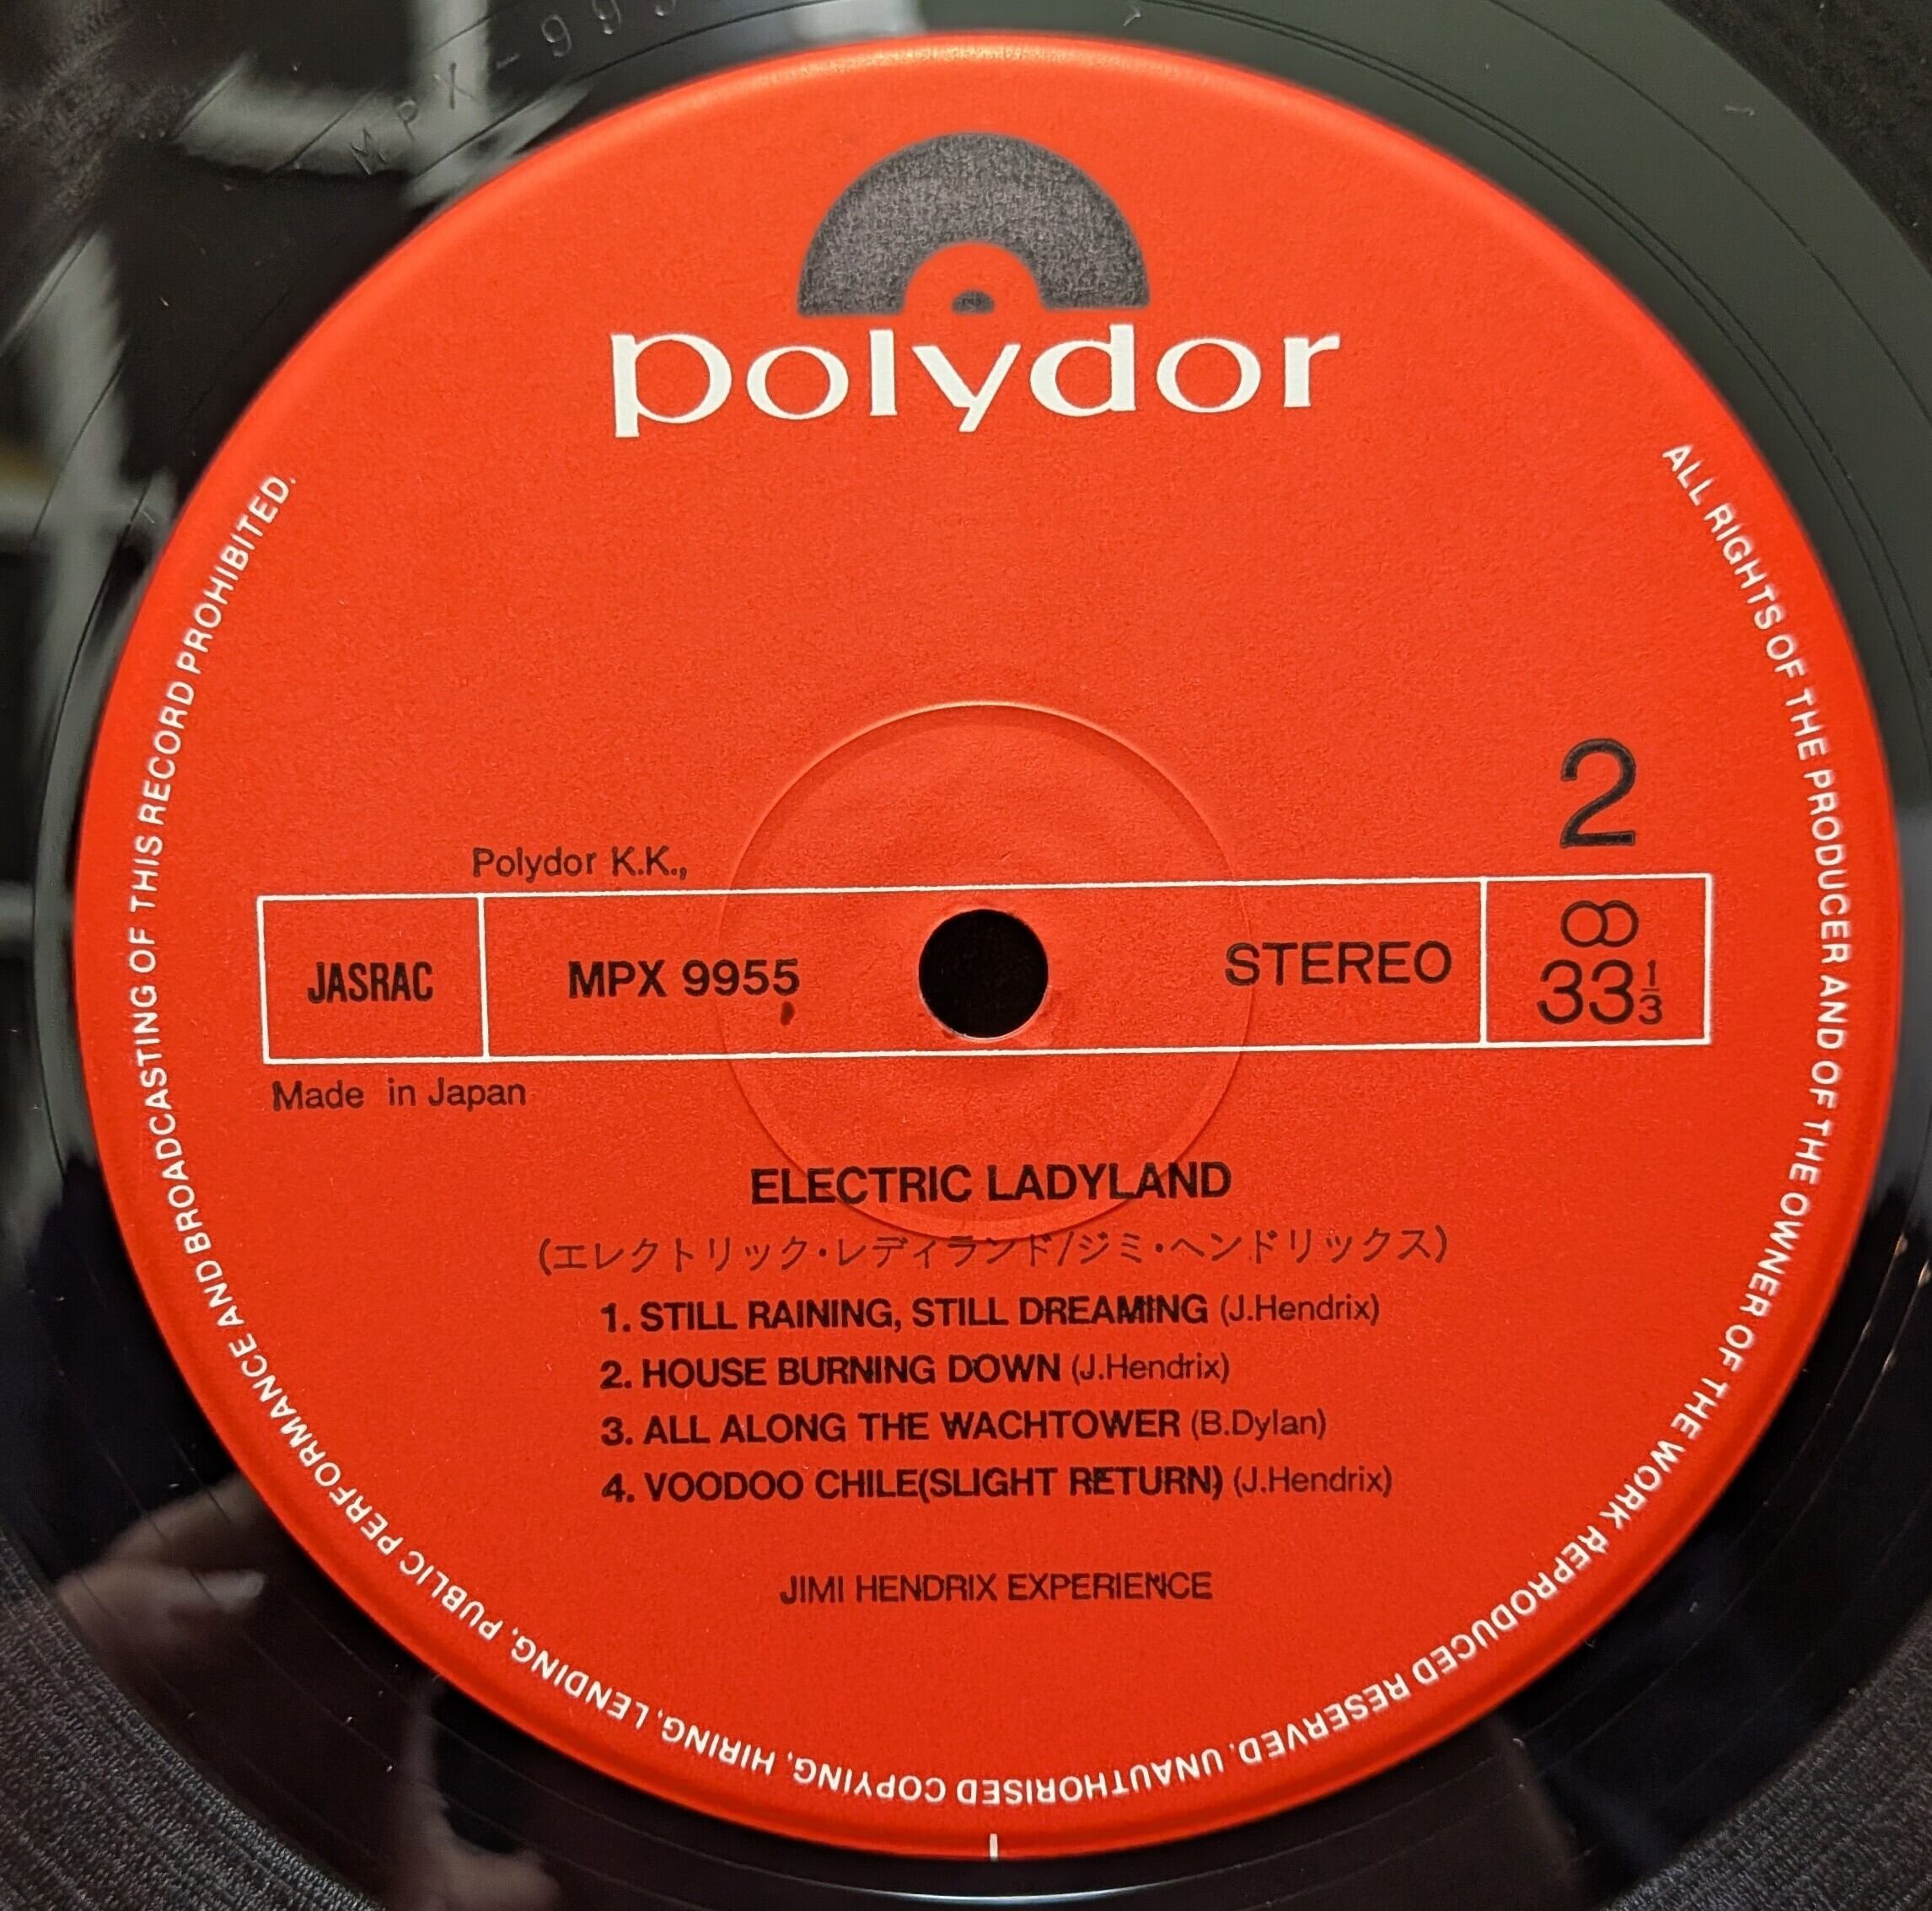 MPX-995
polydor
2
Polydor K.K.,
JASRAC
MPX 9955
STEREO
33 1/3
Made in Japan
ELECTRIC LADYLAND
(エレクトリック・レディランド/ジミ・ヘンドリックス)
1. STILL RAINING, STILL DREAMING (J.Hendrix)
2. HOUSE BURNING DOWN (J.Hendrix)
3. ALL ALONG THE WACHTOWER (B.Dylan)
4. VOODOO CHILE(SLIGHT RETURN) (J.Hendrix)
JIMI HENDRIX EXPERIENCE
ALL RIGHTS OF THE PRODUCER AND OF THE OWNER OF THE WORK REPRODUCED RESERVED. UNAUTHORISED COPYING, HIRING, LENDING, PUBLIC PERFORMANCE AND BROADCASTING OF THIS RECORD PROHIBITED.